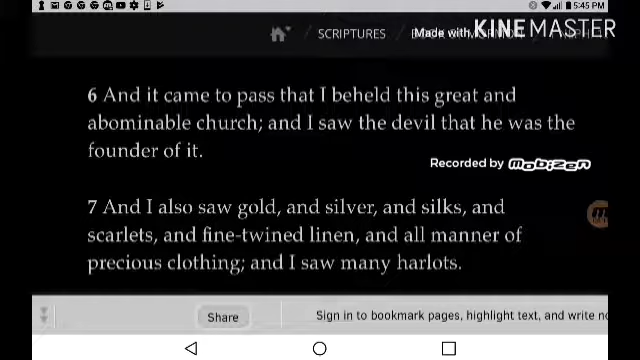 5:45 PM
SCRIPTURES
Made with KINEMASTER
6 And it came to pass that I beheld this great and
abominable church; and I saw the devil that he was the
founder of it.
Recorded by mobizen
7 And I also saw gold, and silver, and silks, and
scarlets, and fine-twined linen, and all manner of
precious clothing; and I saw many harlots.
Share
Sign in to bookmark pages, highlight text, and write